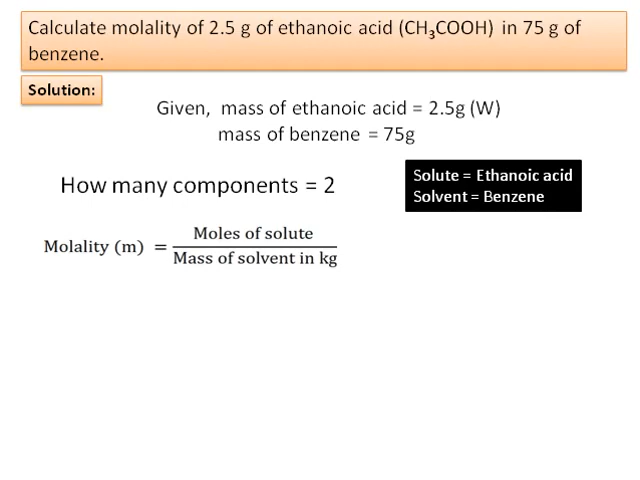 Calculate molality of 2.5 g of ethanoic acid (CH₃COOH) in 75 g of
benzene.
Solution:
Given, mass of ethanoic acid = 2.5g (W)
mass of benzene = 75g
How many components = 2
Solute = Ethanoic acid
Solvent = Benzene
Molality (m) = Moles of solute
Mass of solvent in kg